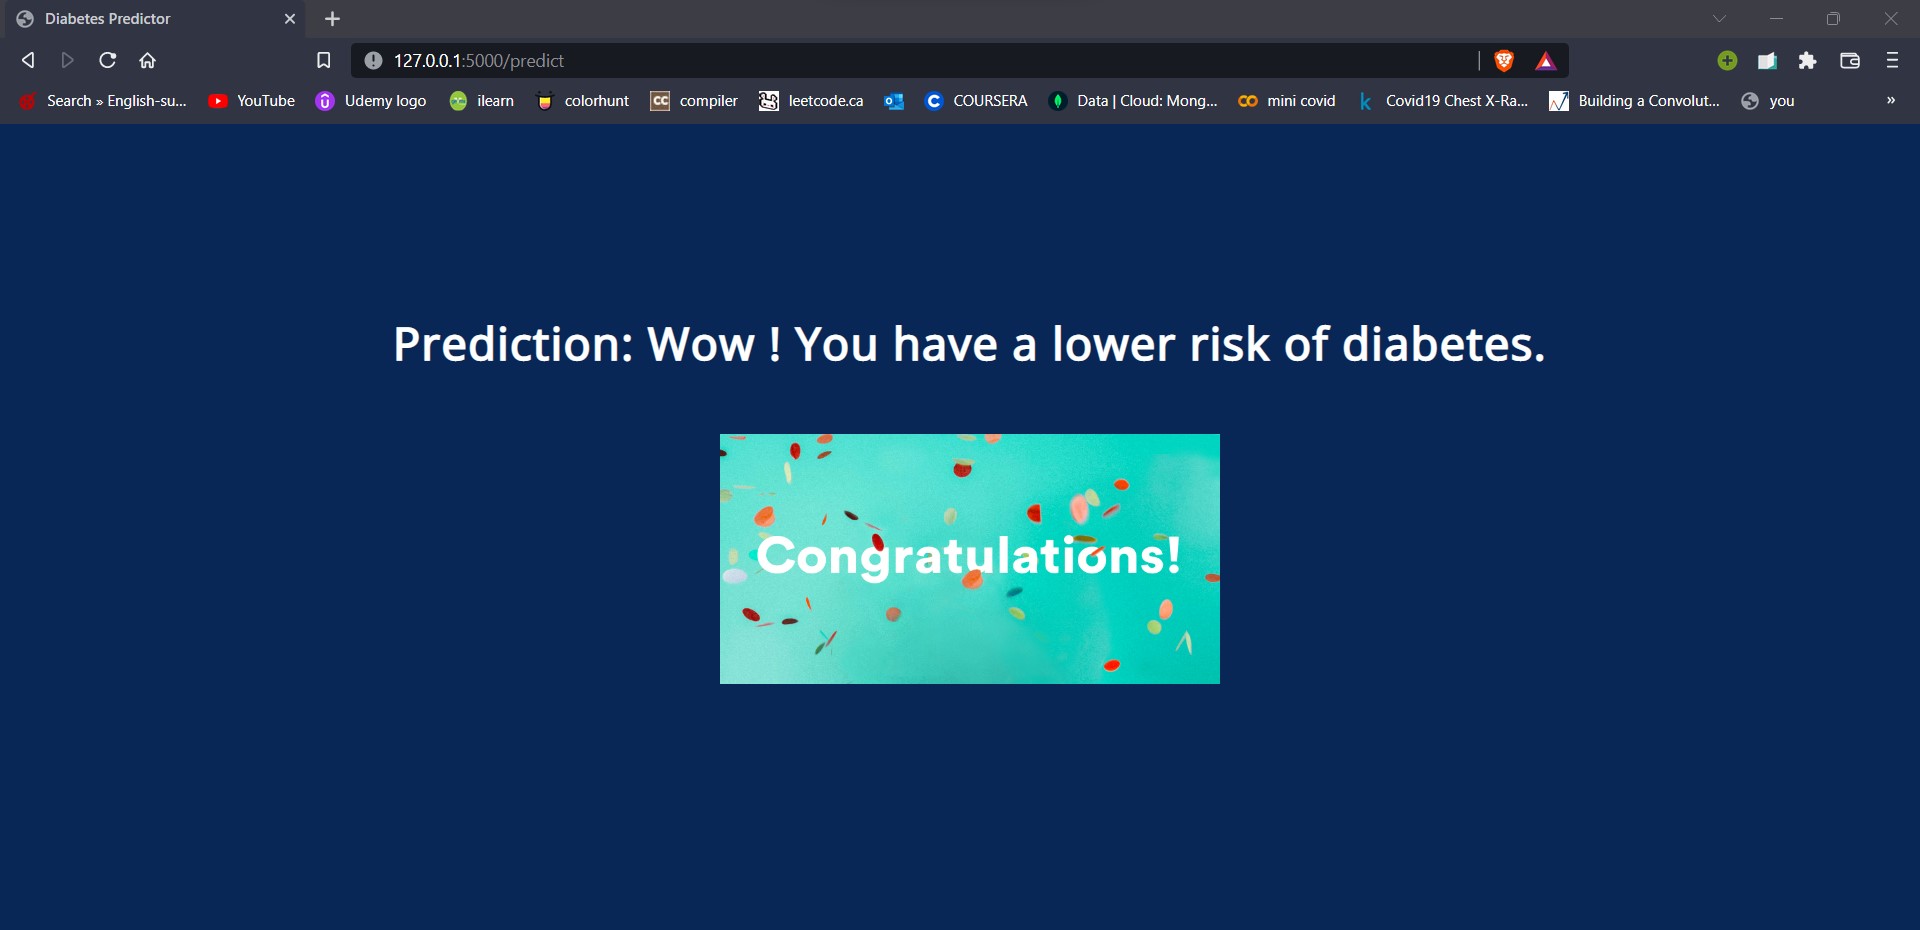 Diabetes Predictor
127.0.0.1:5000/predict
Search » English-su... YouTube Udemy logo ilearn colorhunt CC compiler leetcode.ca COURSERA Data | Cloud: Mong... mini covid k Covid19 Chest X-Ra... Building a Convolut... you »
Prediction: Wow ! You have a lower risk of diabetes.
Congratulations!